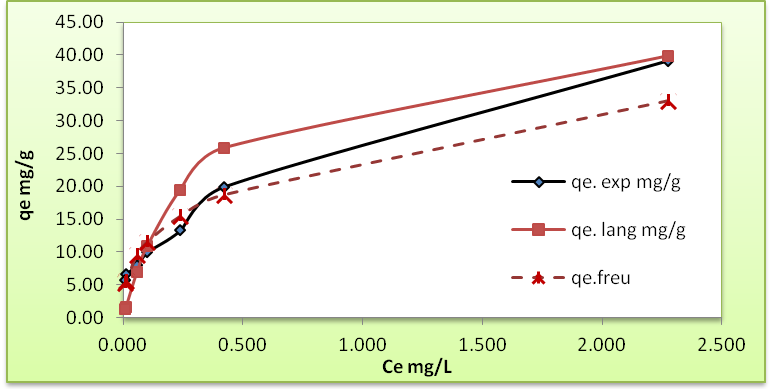 45.00
40.00
35.00
30.00
25.00
20.00
15.00
10.00
5.00
0.00
qe mg/g
qe. exp mg/g
qe. lang mg/g
qe.freu
0.000 0.500 1.000 1.500 2.000 2.500
Ce mg/L